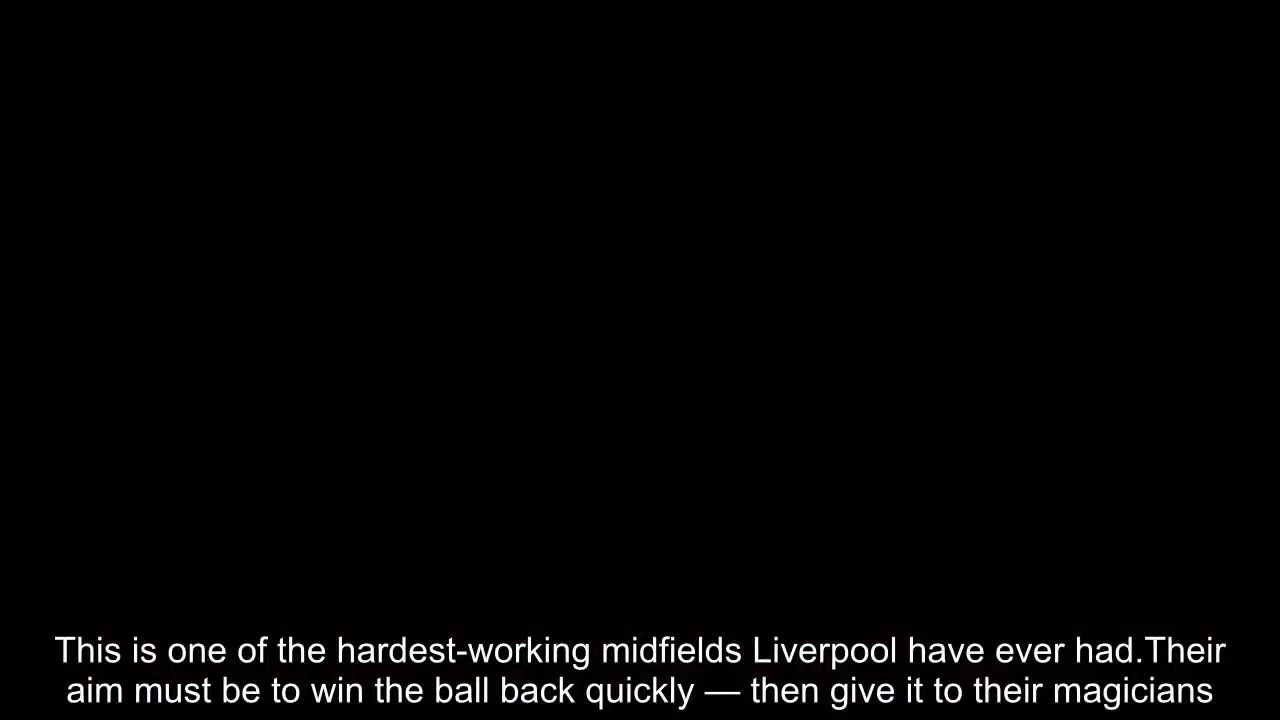 This is one of the hardest-working midfields Liverpool have ever had.Their
aim must be to win the ball back quickly — then give it to their magicians